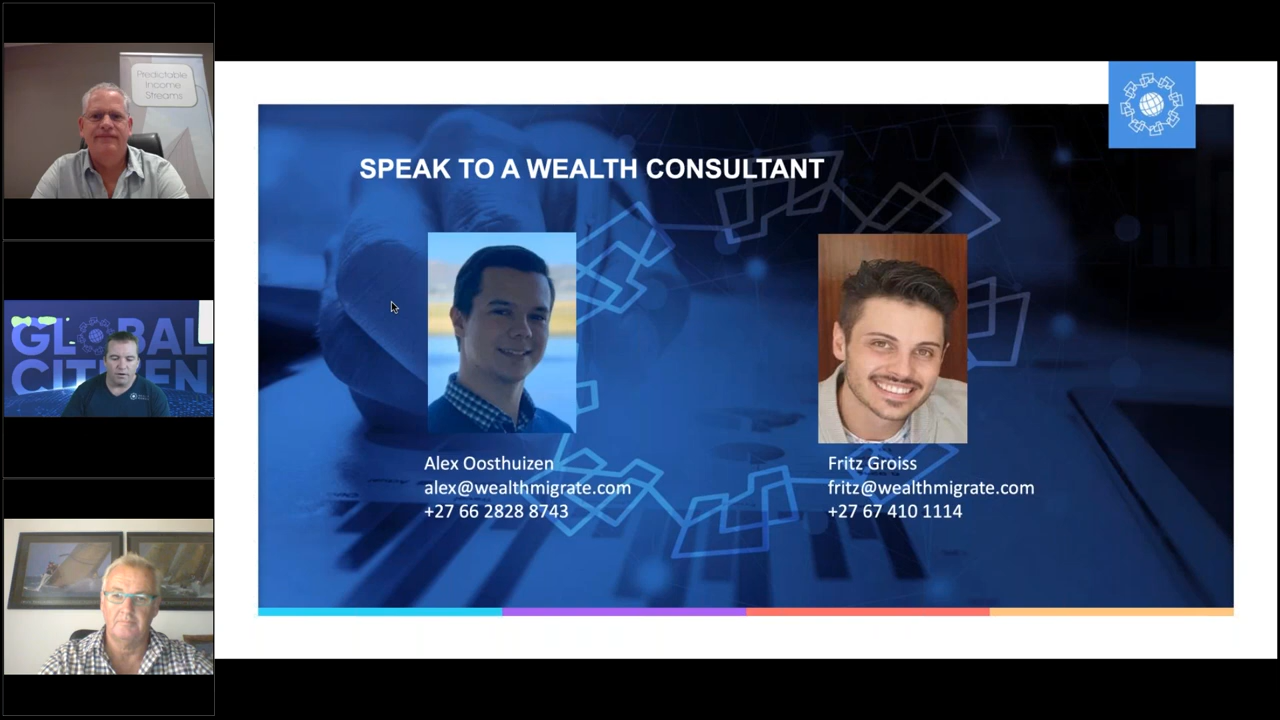 Predictable
Income
Streams
GLOBAL
CITIZEN
SPEAK TO A WEALTH CONSULTANT
Alex Oosthuizen
alex@wealthmigrate.com
+27 66 2828 8743
Fritz Groiss
fritz@wealthmigrate.com
+27 67 410 1114